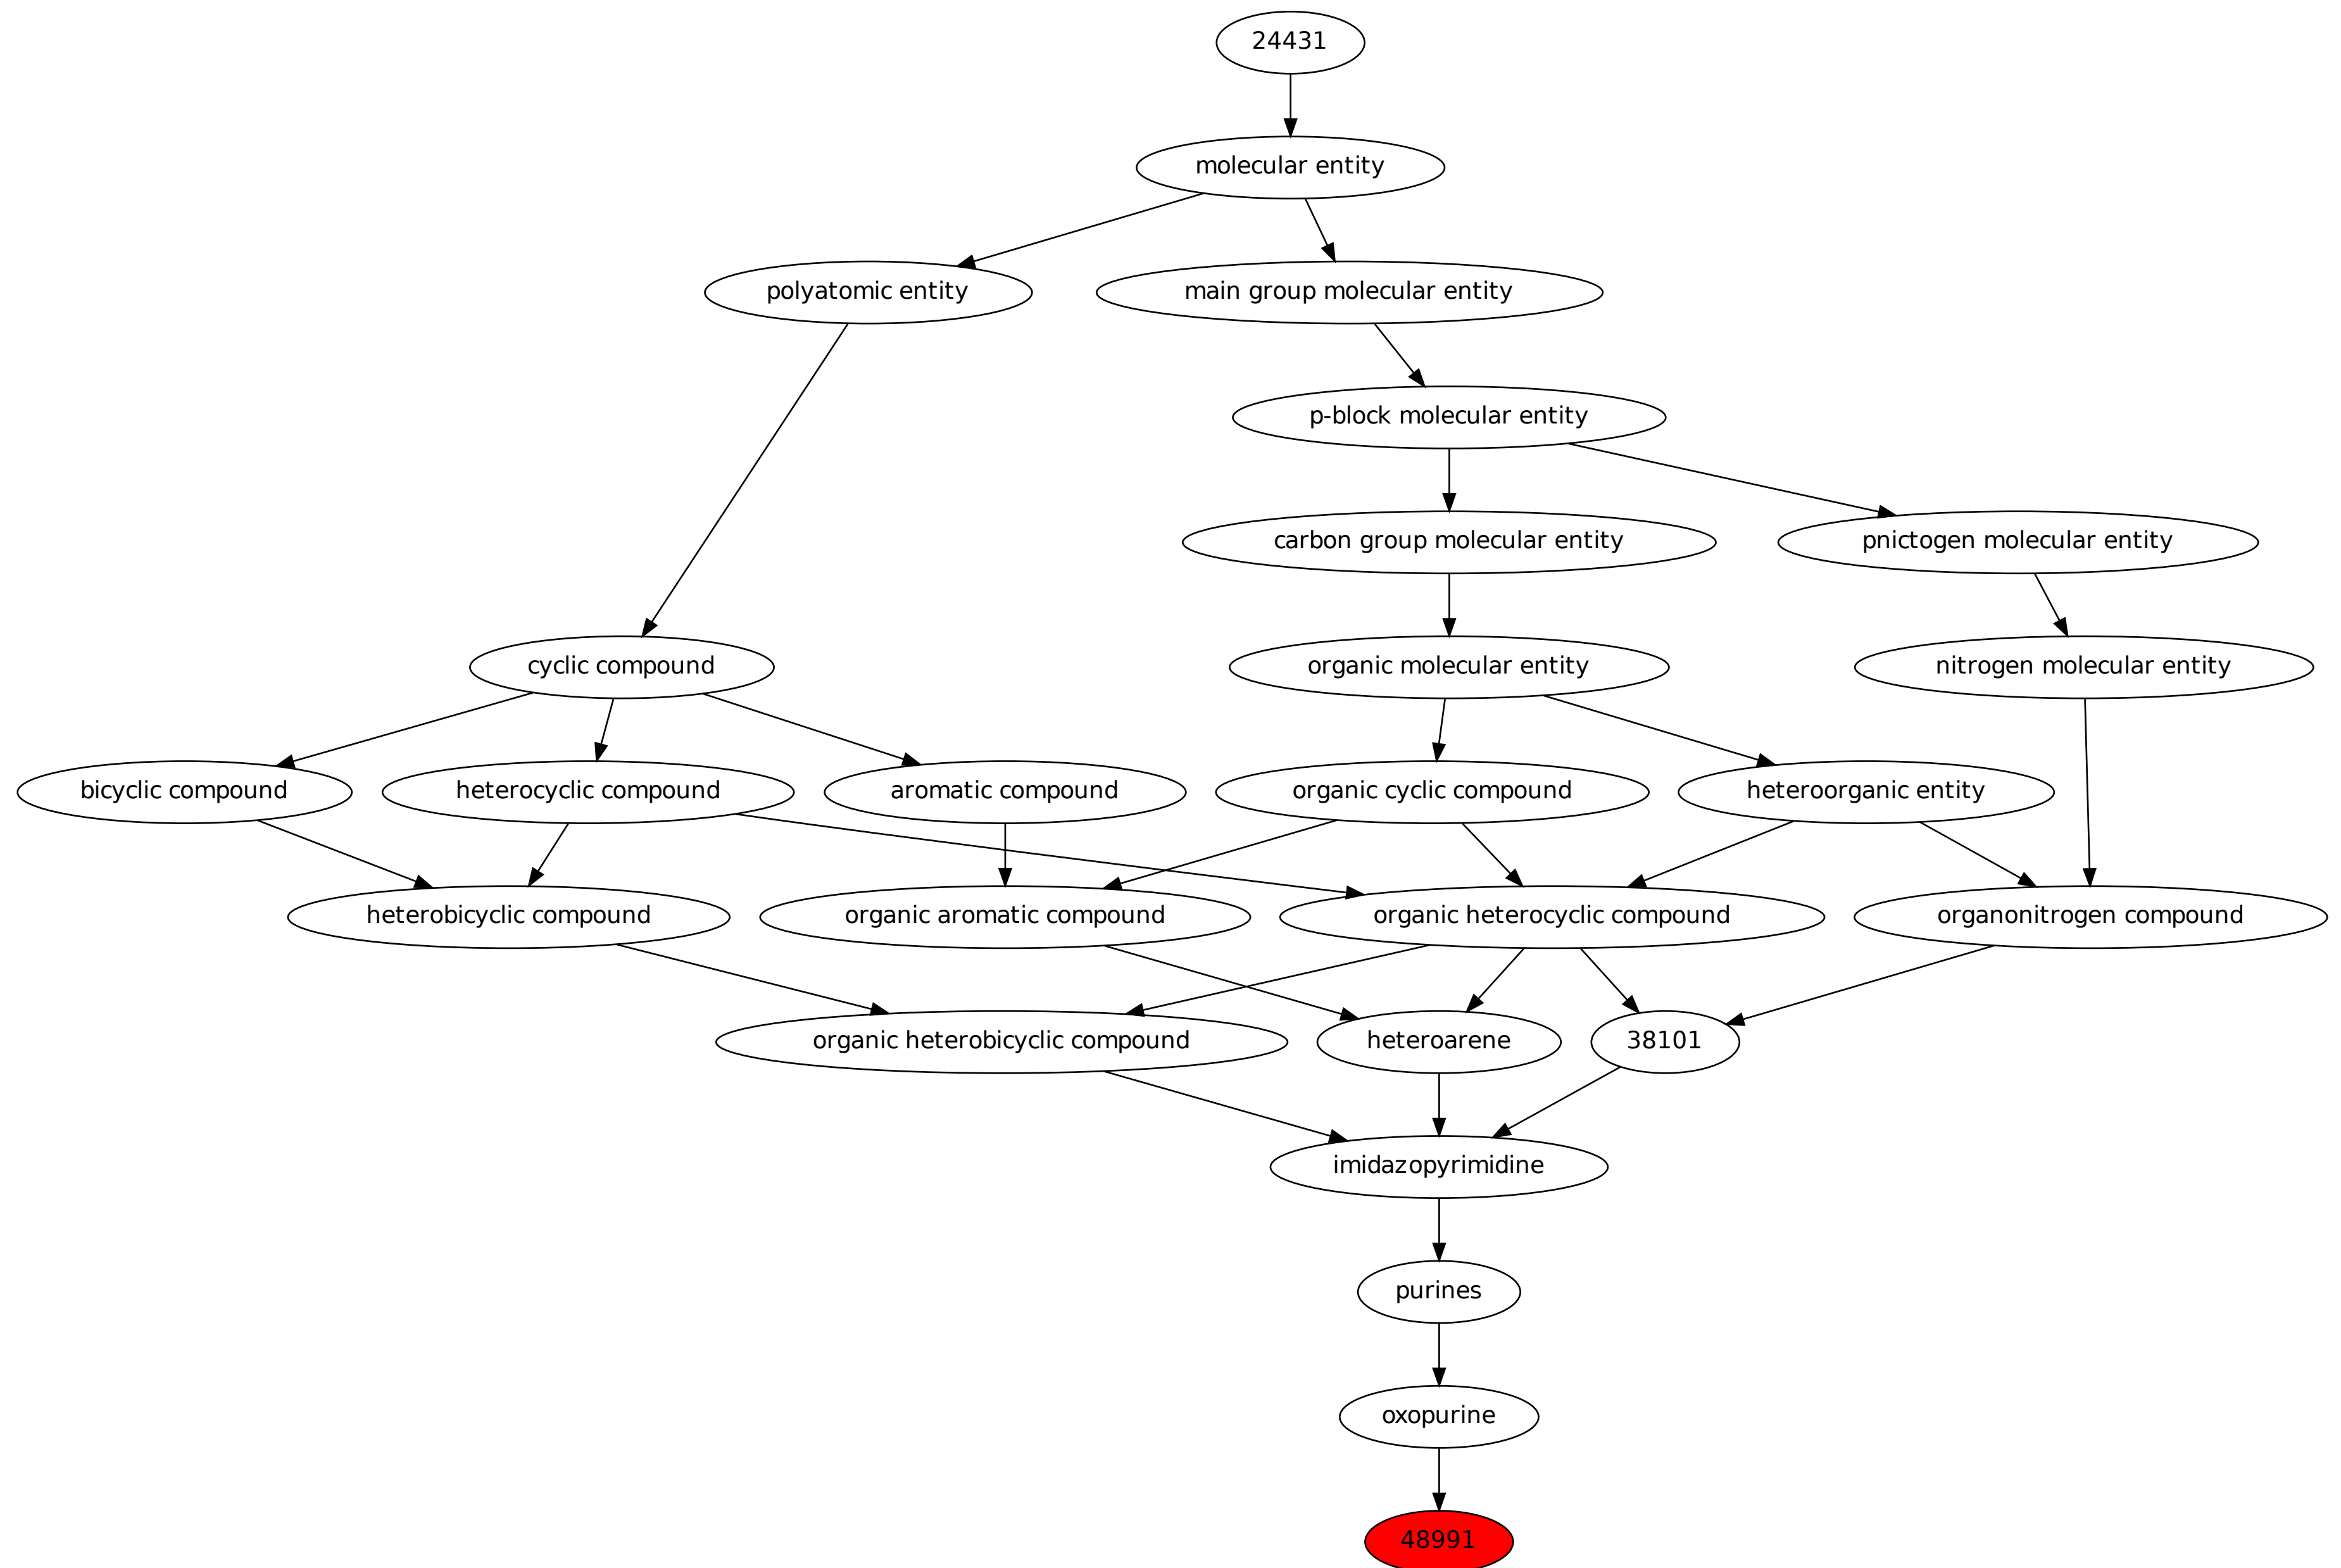 24431
molecular entity
polyatomic entity
main group molecular entity
p-block molecular entity
carbon group molecular entity
pnictogen molecular entity
cyclic compound
organic molecular entity
nitrogen molecular entity
bicyclic compound
heterocyclic compound
aromatic compound
organic cyclic compound
heteroorganic entity
heterobicyclic compound
organic aromatic compound
organic heterocyclic compound
organonitrogen compound
organic heterobicyclic compound
heteroarene
38101
imidazopyrimidine
purines
oxopurine
48991